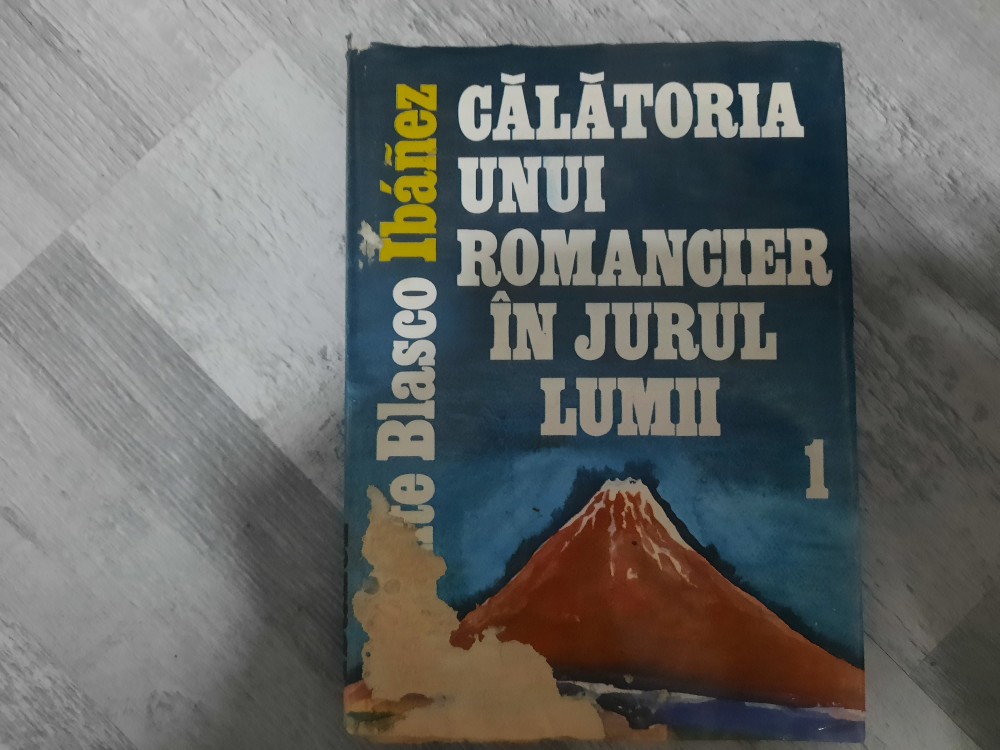 CĂLĂTORIA
UNUI
ROMANCIER
ÎN JURUL
LUMII
1
Blasco Ibáñez